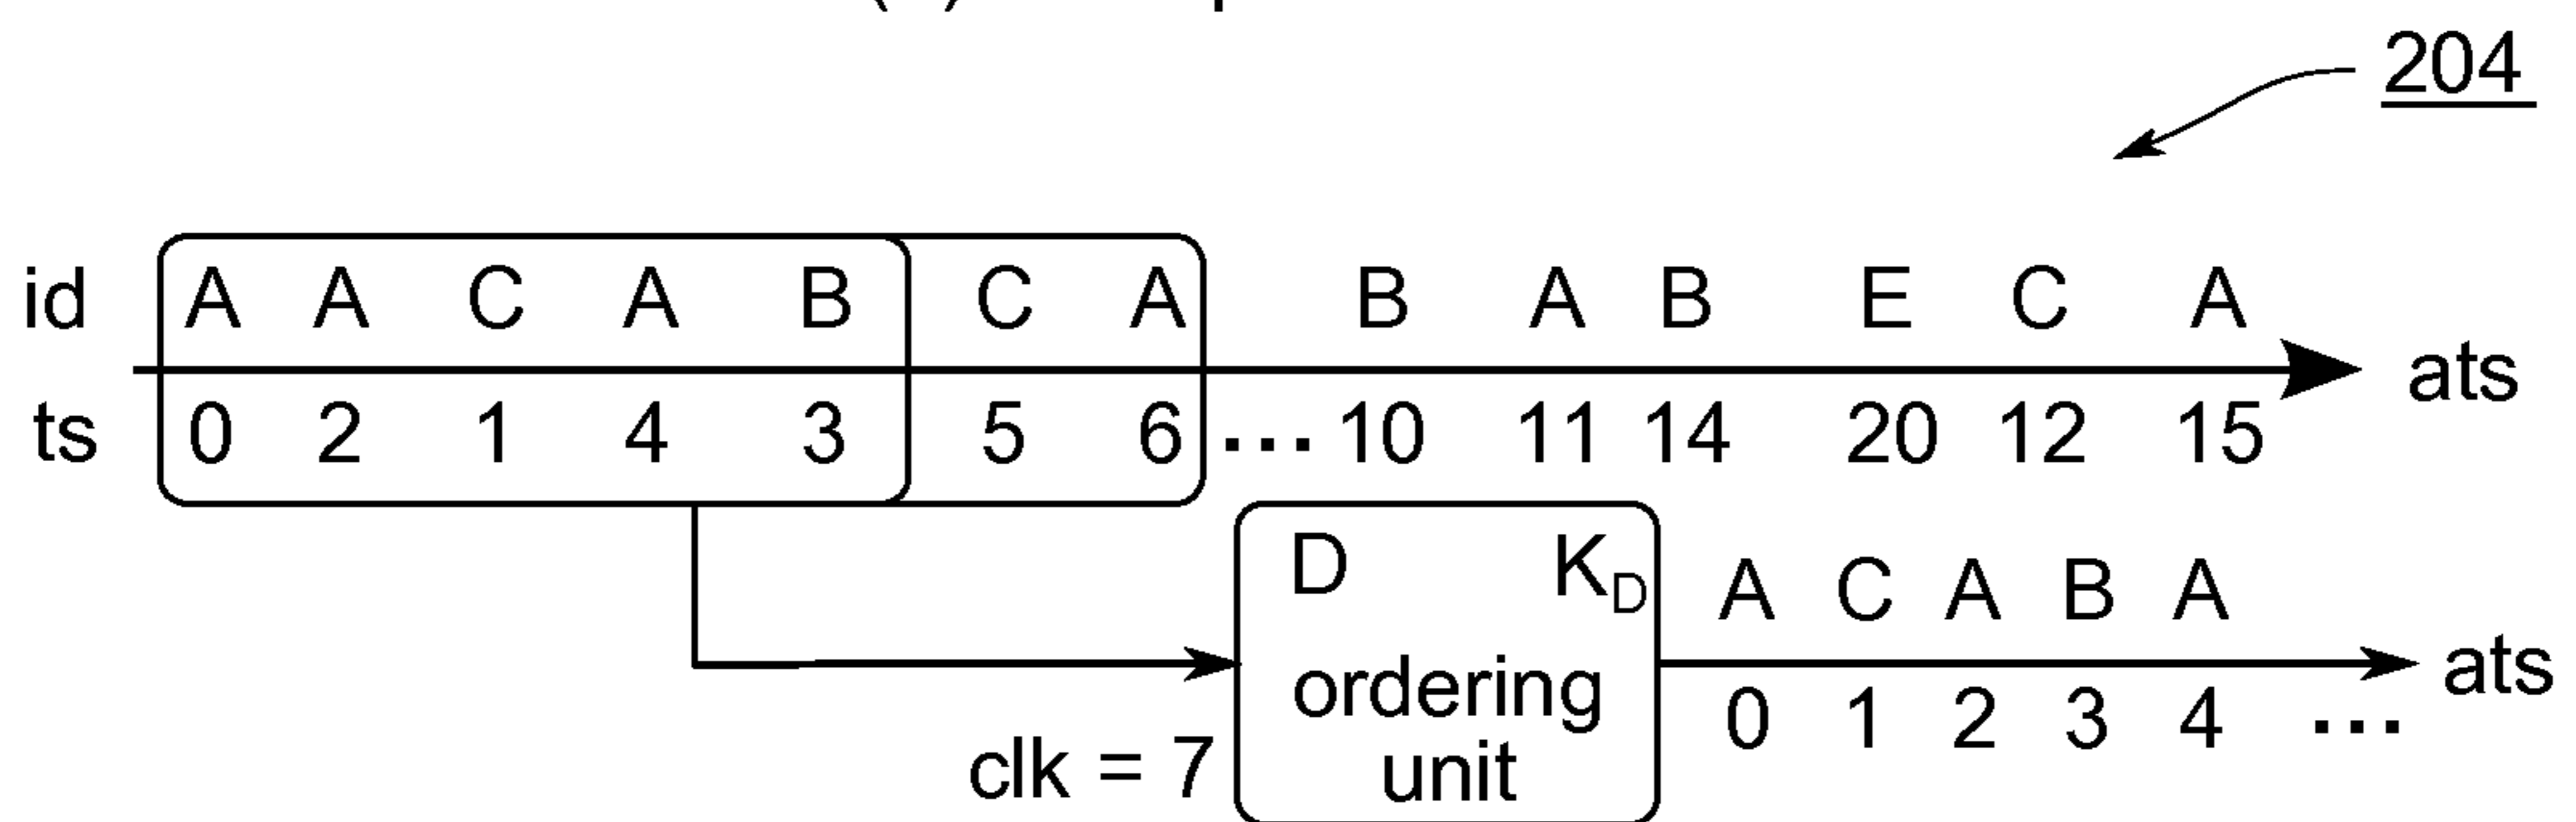 204
id A A C A B C A B A B E C A
ats
ts 0 2 1 4 3 5 6 ... 10 11 14 20 12 15
D K_D A C A B A
ordering
ats
clk = 7 unit 0 1 2 3 4 ...